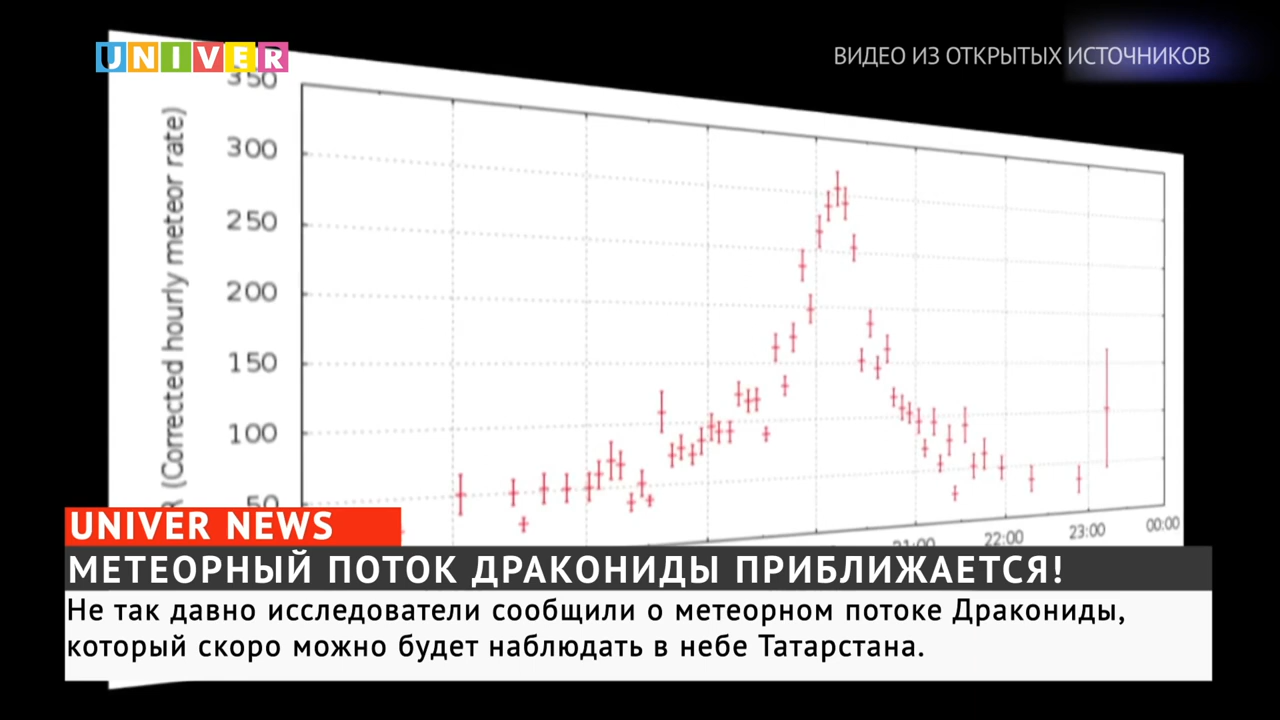 UNIVER
ВИДЕО ИЗ ОТКРЫТЫХ ИСТОЧНИКОВ
350
300
250
200
150
100
50
(Corrected hourly meteor rate)
21:00
22:00
23:00
00:00
UNIVER NEWS
МЕТЕОРНЫЙ ПОТОК ДРАКОНИДЫ ПРИБЛИЖАЕТСЯ!
Не так давно исследователи сообщили о метеорном потоке Дракониды,
который скоро можно будет наблюдать в небе Татарстана.